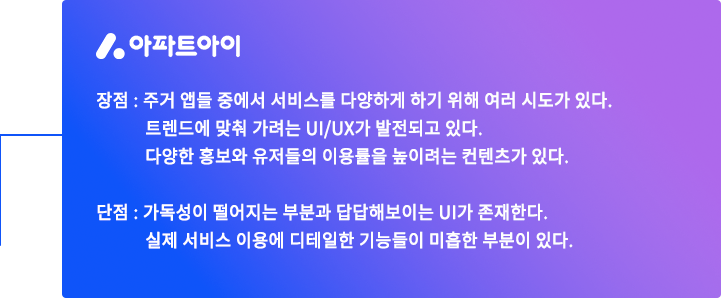 아파트아이
장점 : 주거 앱들 중에서 서비스를 다양하게 하기 위해 여러 시도가 있다.
트렌드에 맞춰 가려는 UI/UX가 발전되고 있다.
다양한 홍보와 유저들의 이용률을 높이려는 컨텐츠가 있다.
단점 : 가독성이 떨어지는 부분과 답답해보이는 UI가 존재한다.
실제 서비스 이용에 디테일한 기능들이 미흡한 부분이 있다.